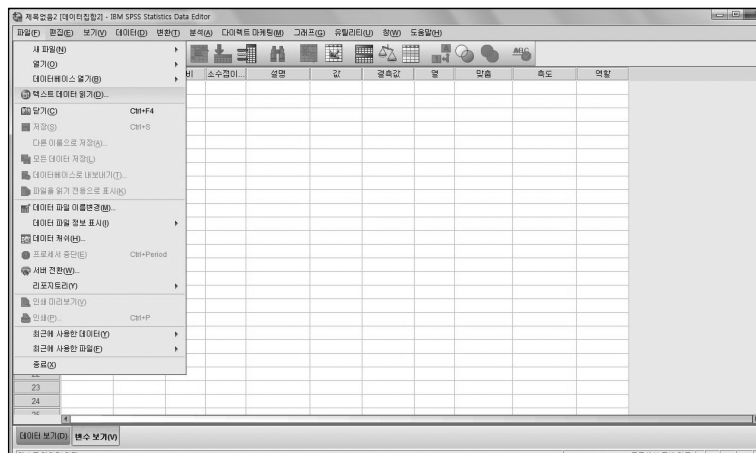 제목없음2 [데이터집합2] - IBM SPSS Statistics Data Editor
파일(F) 편집(E) 보기(V) 데이터(D) 변환(T) 분석(A) 다이렉트 마케팅(M) 그래프(G) 유틸리티(U) 창(W) 도움말(H)
새 파일(N)
열기(O)
데이터베이스 열기(B)
비 소수점이... 설명 값 결측값 열 맞춤 측도 역할
텍스트 데이터 읽기(D)...
닫기(C) Ctrl+F4
저장(S) Ctrl+S
다른 이름으로 저장(A)...
모든 데이터 저장(L)
데이터베이스로 내보내기(T)...
파일을 읽기 전용으로 표시(K)
데이터 파일 이름변경(M)...
데이터 파일 정보 표시(I)
데이터 캐쉬(H)...
프로세서 중단(E) Ctrl+Period
서버 전환(W)...
리포지토리(Y)
인쇄 미리보기(V)
인쇄(P)... Ctrl+P
최근에 사용한 데이터(Y)
최근에 사용한 파일(F)
종료(X)
22
23
24
데이터 보기(D) 변수 보기(V)